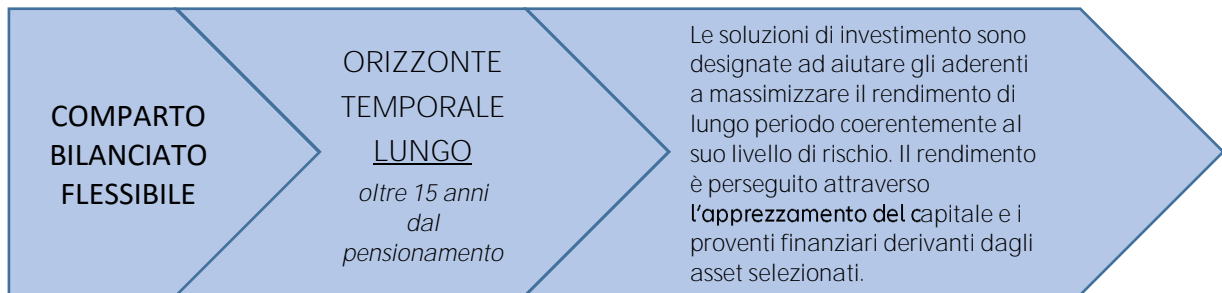 COMPARTO
BILANCIATO
FLESSIBILE
ORIZZONTE
TEMPORALE
LUNGO
oltre 15 anni
dal
pensionamento
Le soluzioni di investimento sono
designate ad aiutare gli aderenti
a massimizzare il rendimento di
lungo periodo coerentemente al
suo livello di rischio. Il rendimento
è perseguito attraverso
l'apprezzamento del capitale e i
proventi finanziari derivanti dagli
asset selezionati.